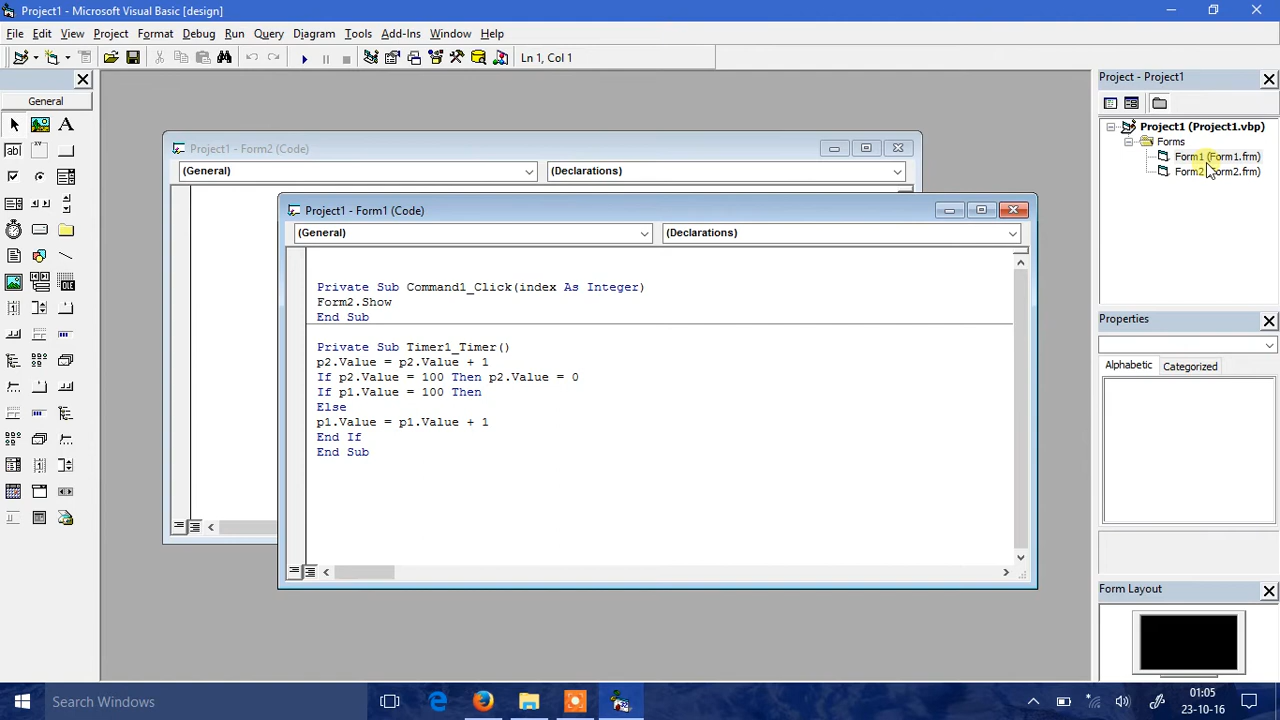 Project1 - Microsoft Visual Basic [design]
File Edit View Project Format Debug Run Query Diagram Tools Add-Ins Window Help
Ln 1, Col 1
General
Project1 - Form2 (Code)
(General) (Declarations)
Project1 - Form1 (Code)
(General) (Declarations)
Private Sub Command1_Click(index As Integer)
Form2.Show
End Sub
Private Sub Timer1_Timer()
p2.Value = p2.Value + 1
If p2.Value = 100 Then p2.Value = 0
If p1.Value = 100 Then
Else
p1.Value = p1.Value + 1
End If
End Sub
Project - Project1
Project1 (Project1.vbp)
Forms
Form1 (Form1.frm)
Form2 (Form2.frm)
Properties
Alphabetic Categorized
Form Layout
Search Windows
01:05
23-10-16